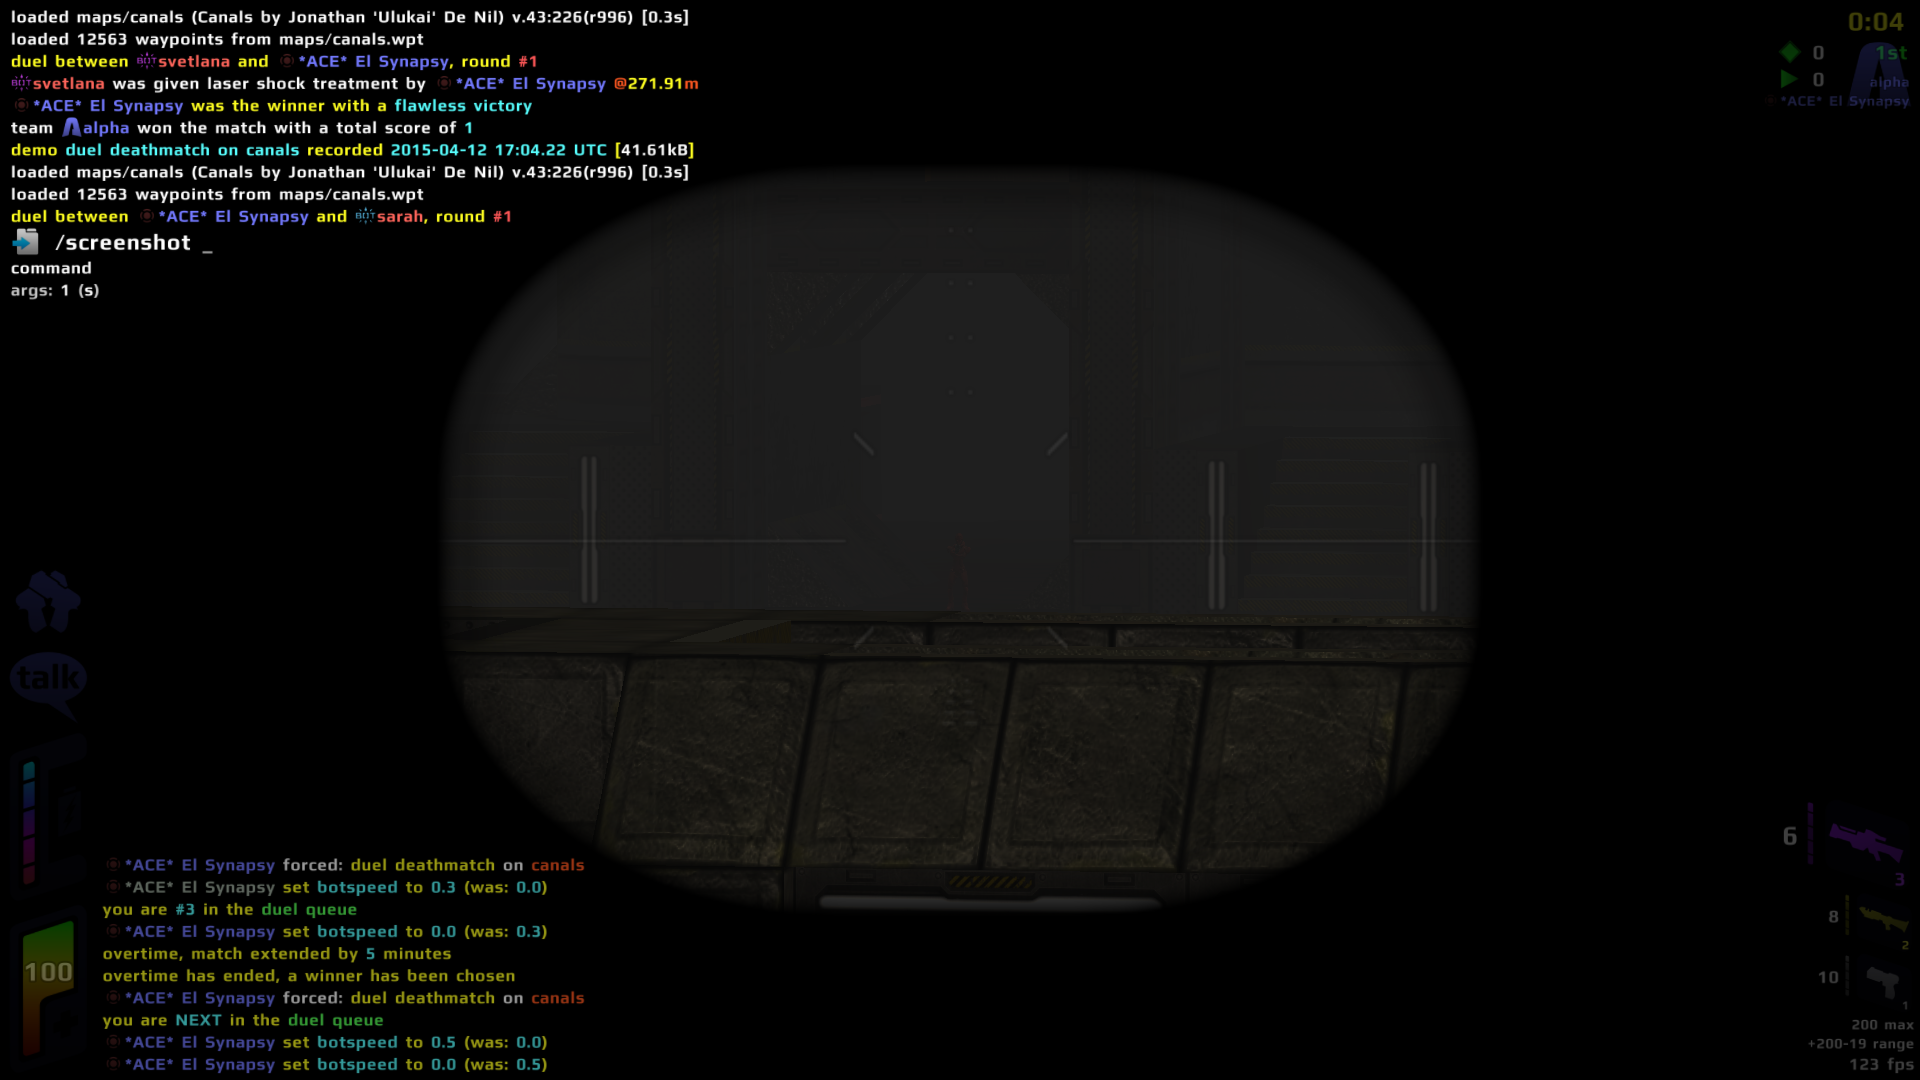 loaded maps/canals (Canals by Jonathan 'Ulukai' De Nil) v.43:226(r996) [0.3s]
loaded 12563 waypoints from maps/canals.wpt
duel between BOT svetlana and *ACE* El Synapsy, round #1
BOT svetlana was given laser shock treatment by *ACE* El Synapsy @271.91m
*ACE* El Synapsy was the winner with a flawless victory
team alpha won the match with a total score of 1
demo duel deathmatch on canals recorded 2015-04-12 17:04.22 UTC [41.61kB]
loaded maps/canals (Canals by Jonathan 'Ulukai' De Nil) v.43:226(r996) [0.3s]
loaded 12563 waypoints from maps/canals.wpt
duel between *ACE* El Synapsy and BOT sarah, round #1
/screenshot _
command
args: 1 (s)
0:04
0 1st
0 alpha
*ACE* El Synapsy
talk
100
*ACE* El Synapsy forced: duel deathmatch on canals
*ACE* El Synapsy set botspeed to 0.3 (was: 0.0)
you are #3 in the duel queue
*ACE* El Synapsy set botspeed to 0.0 (was: 0.3)
overtime, match extended by 5 minutes
overtime has ended, a winner has been chosen
*ACE* El Synapsy forced: duel deathmatch on canals
you are NEXT in the duel queue
*ACE* El Synapsy set botspeed to 0.5 (was: 0.0)
*ACE* El Synapsy set botspeed to 0.0 (was: 0.5)
6
3
8
2
10
1
200 max
+200-19 range
123 fps